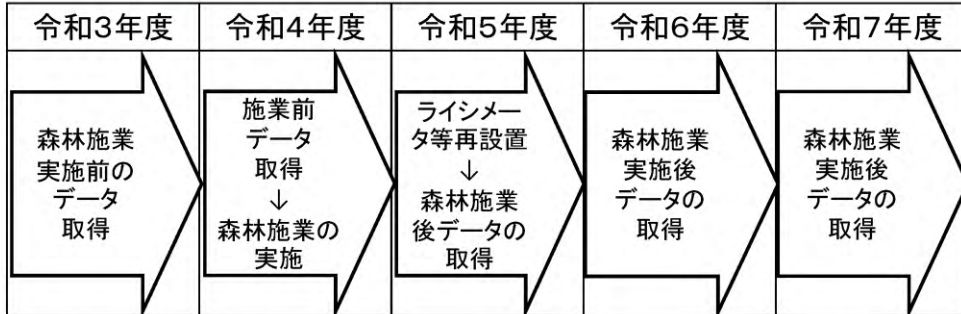 令和3年度
令和4年度
令和5年度
令和6年度
令和7年度
森林施業
実施前の
データ
取得
施業前
データ
取得
↓
森林施業の
実施
ライシメー
タ等再設置
↓
森林施業
後データの
取得
森林施業
実施後
データの
取得
森林施業
実施後
データの
取得